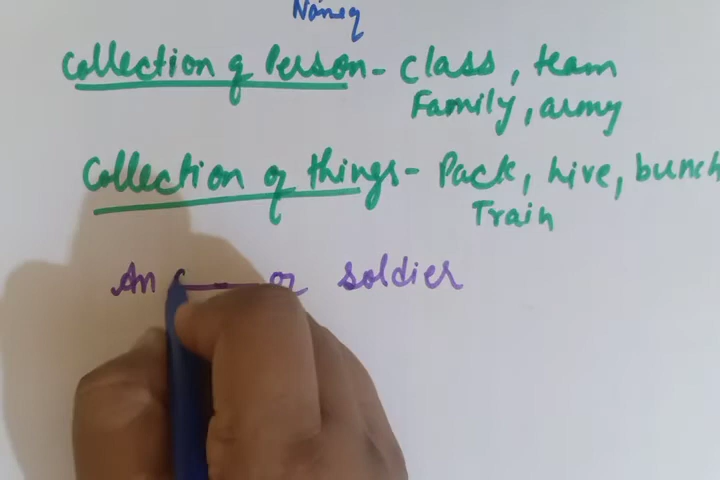 Collection of Person - class, team
Family, army
Collection of things - Pack, hive, bunch
Train
An of soldier